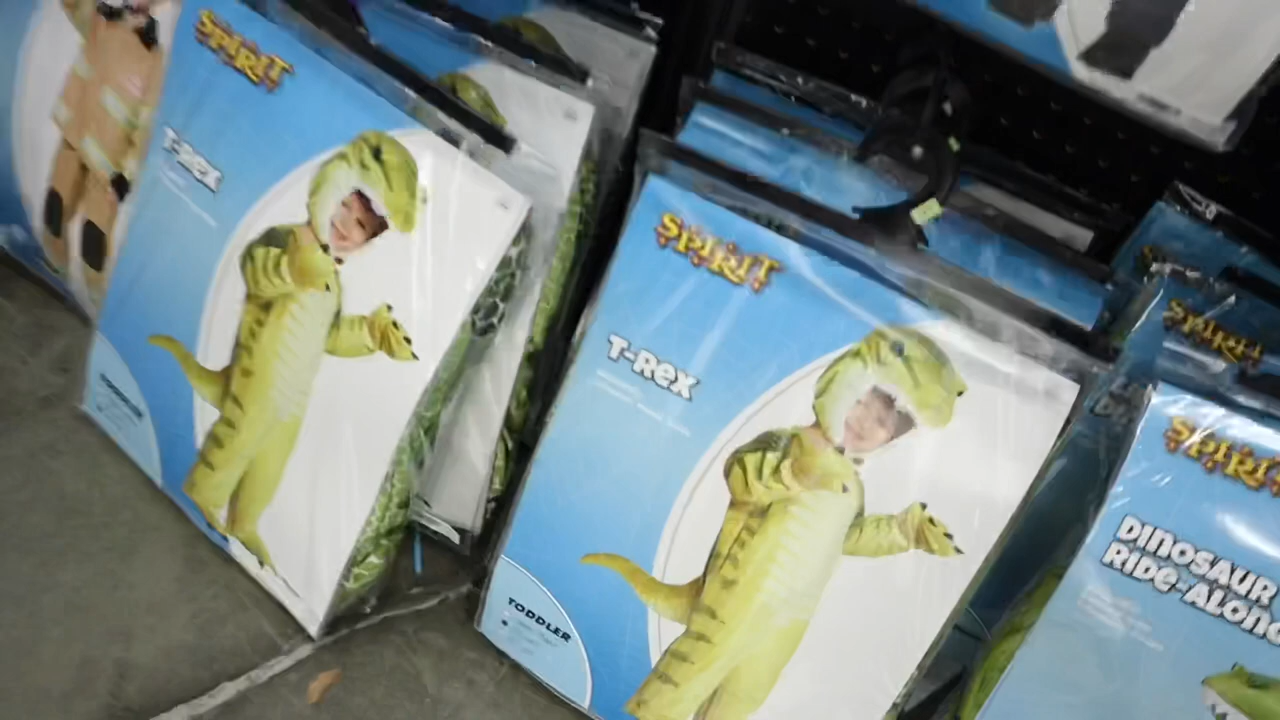 SPIRIT
T-REX
SPIRIT
T-REX
TODDLER
SPIRIT
SPIRIT
DINOSAUR
RIDE-ALONG